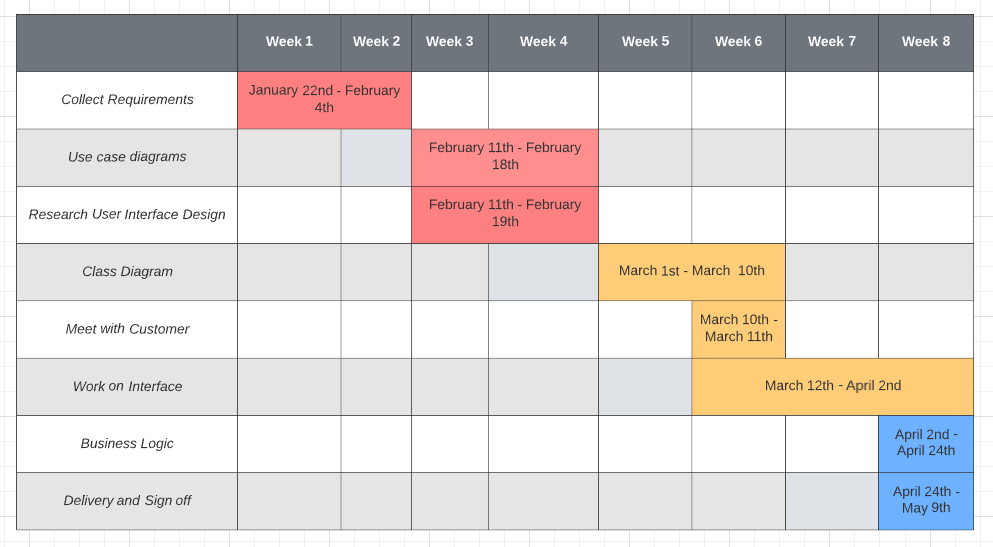 Week 1 Week 2 Week 3 Week 4 Week 5 Week 6 Week 7 Week 8
Collect Requirements
January 22nd - February
4th
Use case diagrams
February 11th - February
18th
Research User Interface Design
February 11th - February
19th
Class Diagram
March 1st - March 10th
Meet with Customer
March 10th -
March 11th
Work on Interface
March 12th - April 2nd
Business Logic
April 2nd -
April 24th
Delivery and Sign off
April 24th -
May 9th